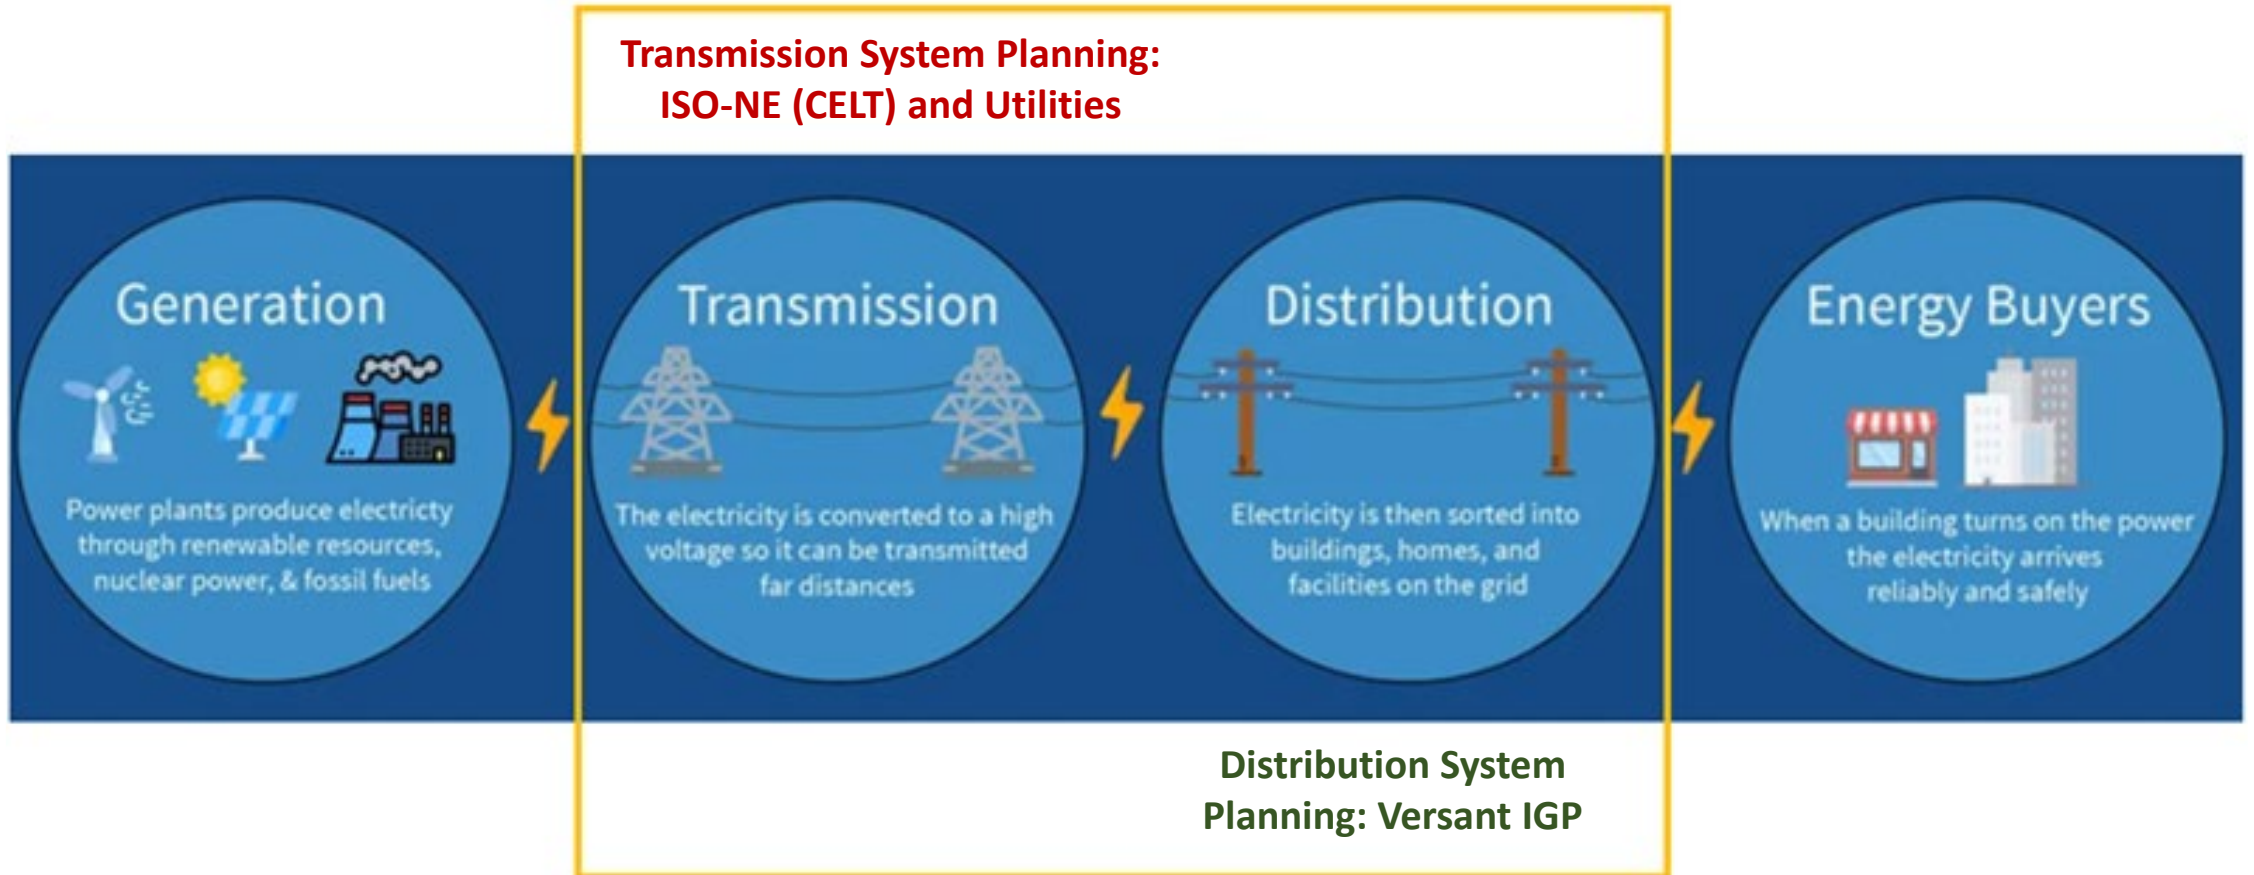 Transmission System Planning:
ISO-NE (CELT) and Utilities
Generation
Power plants produce electricty
through renewable resources,
nuclear power, & fossil fuels
Transmission
The electricity is converted to a high
voltage so it can be transmitted
far distances
Distribution
Electricity is then sorted into
buildings, homes, and
facilities on the grid
Energy Buyers
When a building turns on the power
the electricity arrives
reliably and safely
Distribution System
Planning: Versant IGP